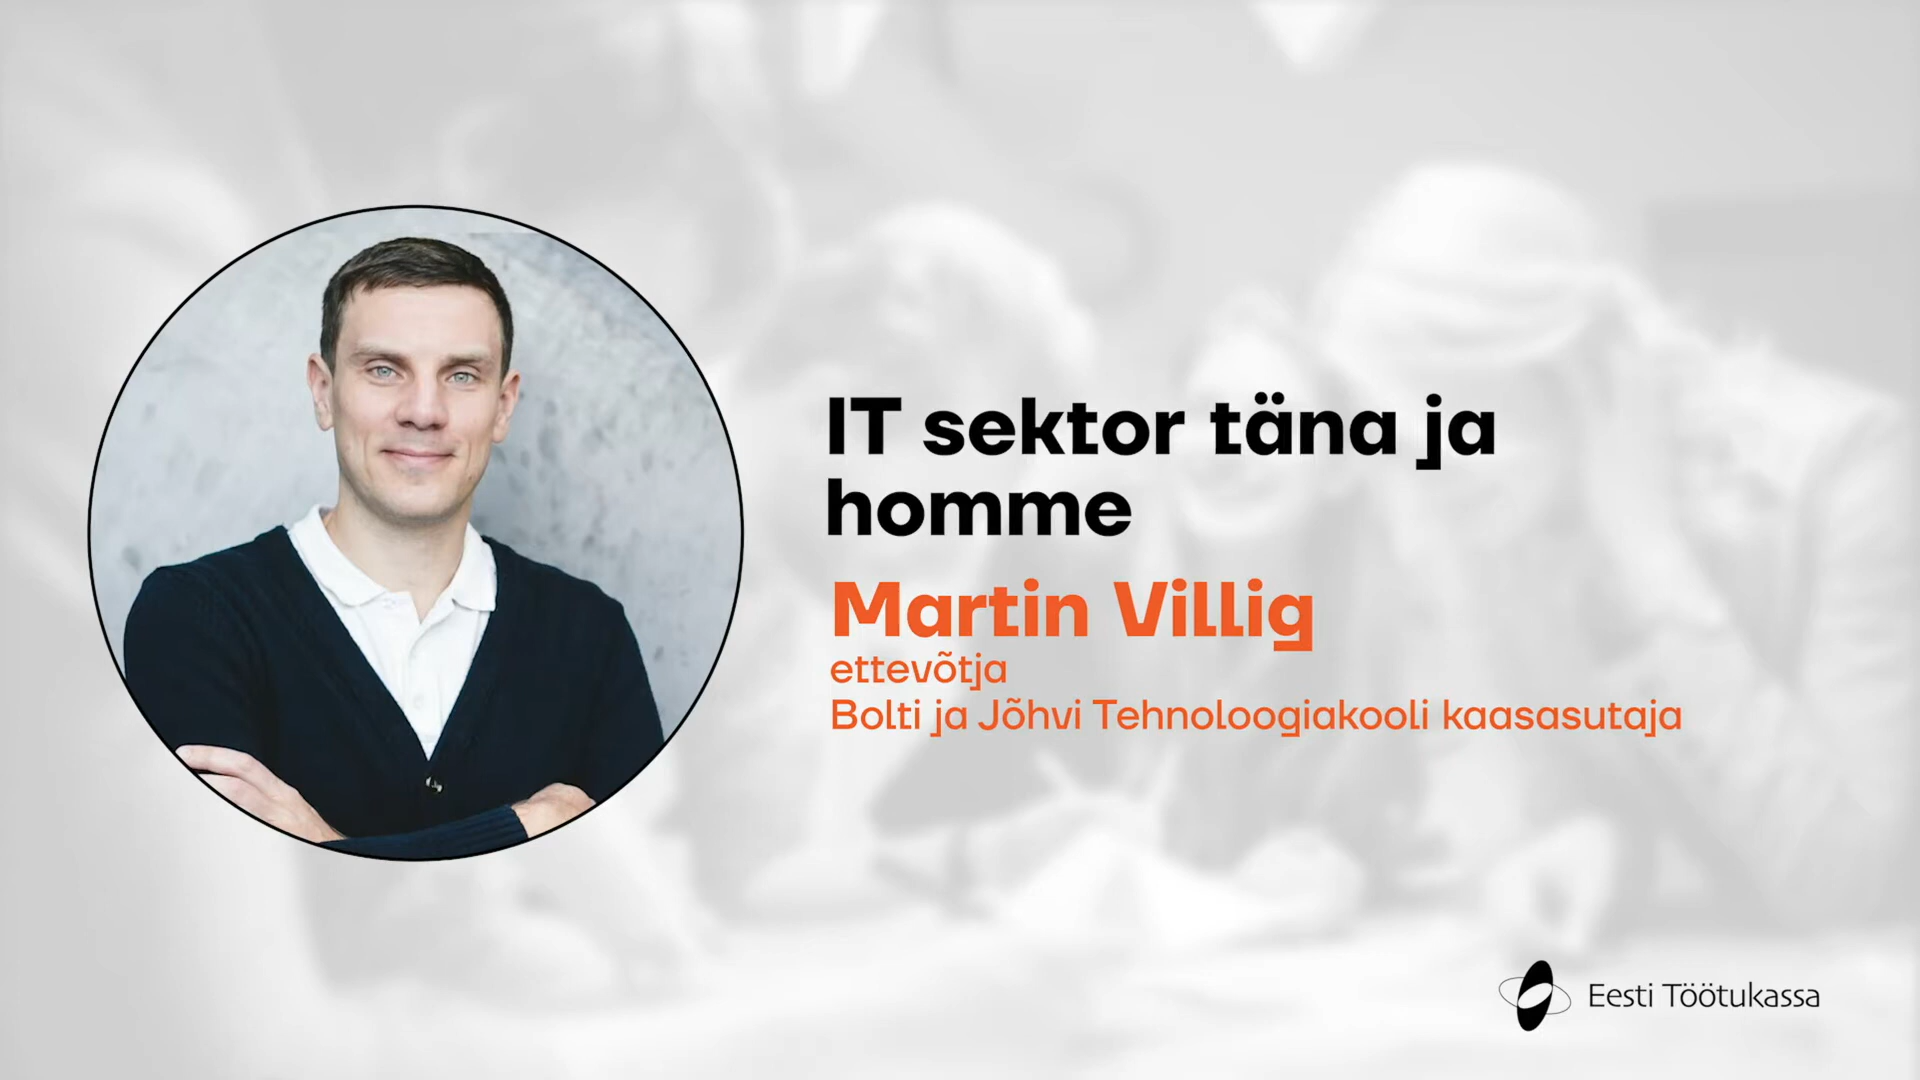 IT sektor täna ja
homme
Martin Villig
ettevõtja
Bolti ja Jõhvi Tehnoloogiakooli kaasasutaja
Eesti Töötukassa